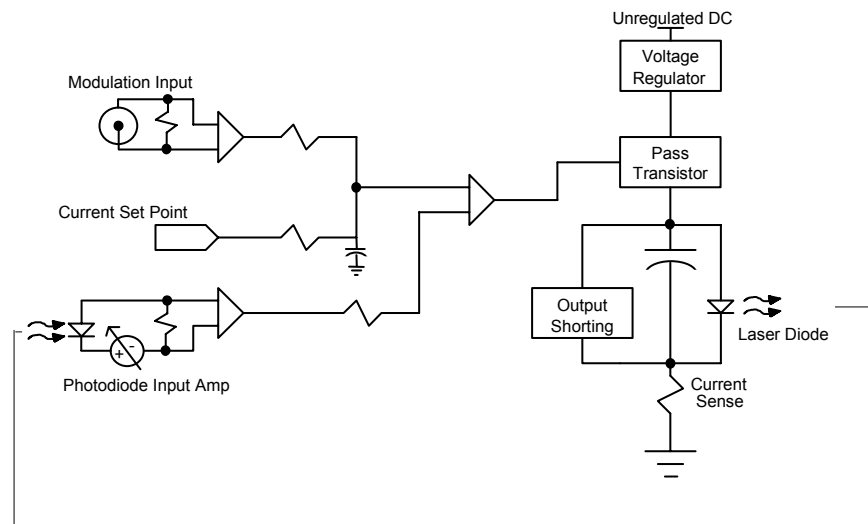 Unregulated DC
Voltage
Regulator
Modulation Input
Pass
Transistor
Current Set Point
Output
Shorting
Laser Diode
+ -
Photodiode Input Amp
Current
Sense